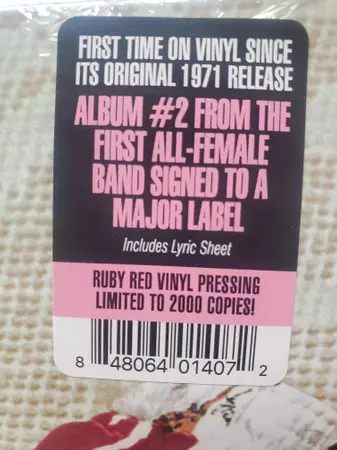 FIRST TIME ON VINYL SINCE
ITS ORIGINAL 1971 RELEASE
ALBUM #2 FROM THE
FIRST ALL-FEMALE
BAND SIGNED TO A
MAJOR LABEL
Includes Lyric Sheet
RUBY RED VINYL PRESSING
LIMITED TO 2000 COPIES!
8 48064 01407 2